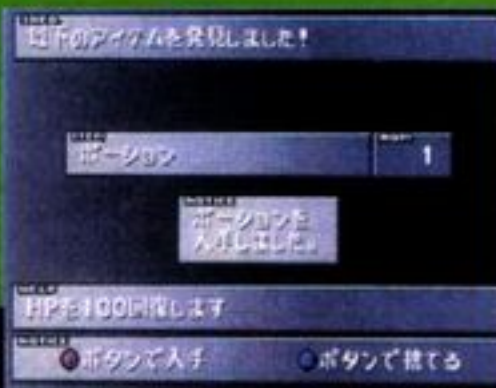 以下のアイテムを発見しました!
ポーション
1
ポーションを
入手しました。
HPを100回復します
ボタンで入手
ボタンで捨てる